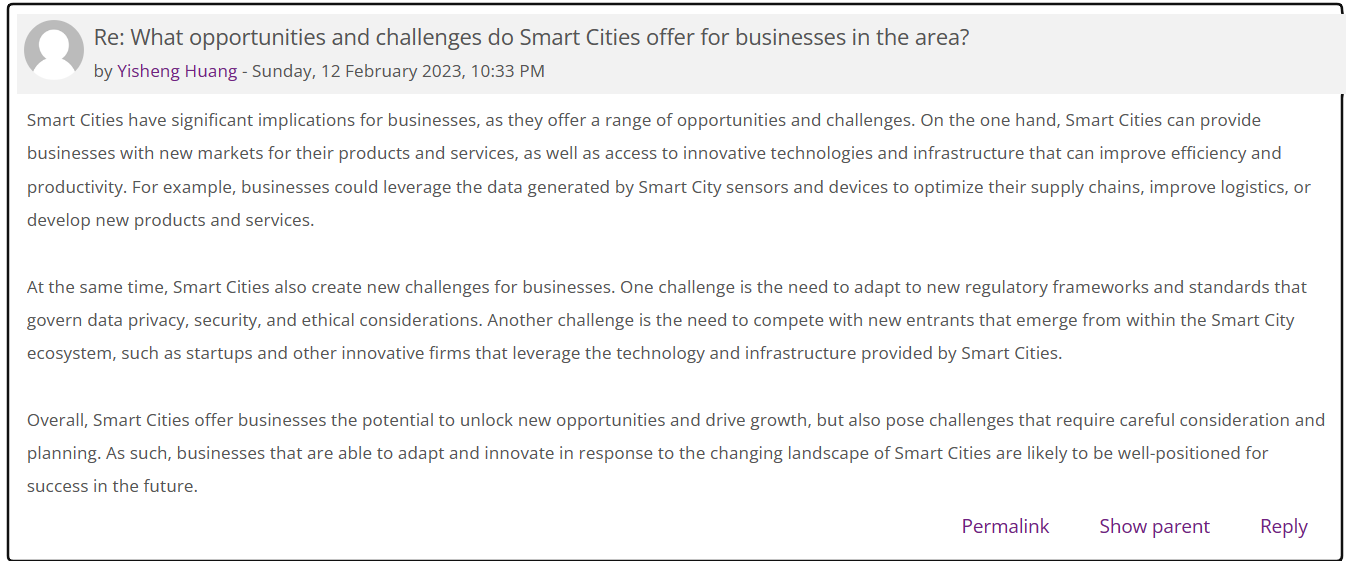 Re: What opportunities and challenges do Smart Cities offer for businesses in the area?
by Yisheng Huang - Sunday, 12 February 2023, 10:33 PM
Smart Cities have significant implications for businesses, as they offer a range of opportunities and challenges. On the one hand, Smart Cities can provide
businesses with new markets for their products and services, as well as access to innovative technologies and infrastructure that can improve efficiency and
productivity. For example, businesses could leverage the data generated by Smart City sensors and devices to optimize their supply chains, improve logistics, or
develop new products and services.
At the same time, Smart Cities also create new challenges for businesses. One challenge is the need to adapt to new regulatory frameworks and standards that
govern data privacy, security, and ethical considerations. Another challenge is the need to compete with new entrants that emerge from within the Smart City
ecosystem, such as startups and other innovative firms that leverage the technology and infrastructure provided by Smart Cities.
Overall, Smart Cities offer businesses the potential to unlock new opportunities and drive growth, but also pose challenges that require careful consideration and
planning. As such, businesses that are able to adapt and innovate in response to the changing landscape of Smart Cities are likely to be well-positioned for
success in the future.
Permalink Show parent Reply